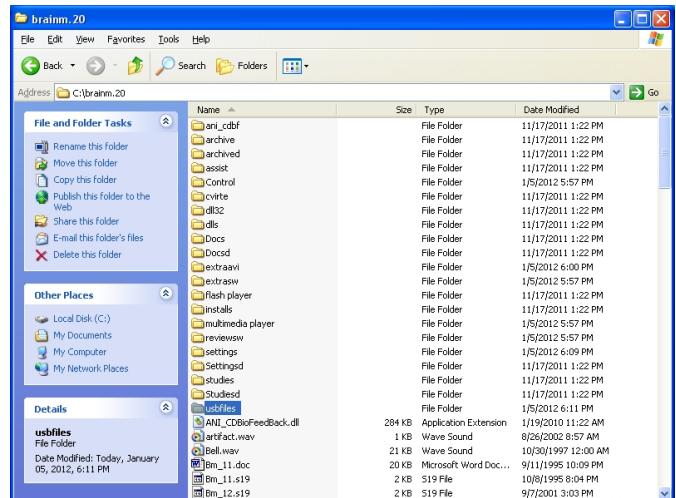 brainm.20
File Edit View Favorites Tools Help
Back Search Folders
Address C:\brainm.20 Go
File and Folder Tasks
Rename this folder
Move this folder
Copy this folder
Publish this folder to the
Web
Share this folder
E-mail this folder's files
Delete this folder
Other Places
Local Disk (C:)
My Documents
My Computer
My Network Places
Details
usbfiles
File Folder
Date Modified: Today, January
05, 2012, 6:11 PM
Name Size Type Date Modified
ani_cdbf File Folder 11/17/2011 1:22 PM
archive File Folder 11/17/2011 1:22 PM
archived File Folder 11/17/2011 1:22 PM
assist File Folder 11/17/2011 1:22 PM
Control File Folder 1/5/2012 5:57 PM
cvirte File Folder 11/17/2011 1:22 PM
dll32 File Folder 11/17/2011 1:22 PM
dlls File Folder 11/17/2011 1:22 PM
Docs File Folder 11/17/2011 1:22 PM
Docsd File Folder 11/17/2011 1:22 PM
extraavi File Folder 1/5/2012 6:00 PM
extrasw File Folder 1/5/2012 5:57 PM
flash player File Folder 11/17/2011 1:22 PM
installs File Folder 11/17/2011 1:22 PM
multimedia player File Folder 1/5/2012 5:57 PM
reviewsw File Folder 1/5/2012 5:57 PM
settings File Folder 1/5/2012 6:09 PM
Settingsd File Folder 11/17/2011 1:22 PM
studies File Folder 11/17/2011 1:22 PM
Studiesd File Folder 11/17/2011 1:22 PM
usbfiles File Folder 1/5/2012 6:11 PM
ANI_CDBioFeedBack.dll 284 KB Application Extension 1/19/2010 11:22 AM
artifact.wav 1 KB Wave Sound 8/26/2002 8:57 AM
Bell.wav 21 KB Wave Sound 10/30/1997 12:00 AM
Bm_11.doc 20 KB Microsoft Word Doc... 9/11/1995 10:09 PM
Bm_11.s19 2 KB S19 File 10/8/1995 8:04 PM
Bm_12.s19 2 KB S19 File 9/7/2001 3:03 PM